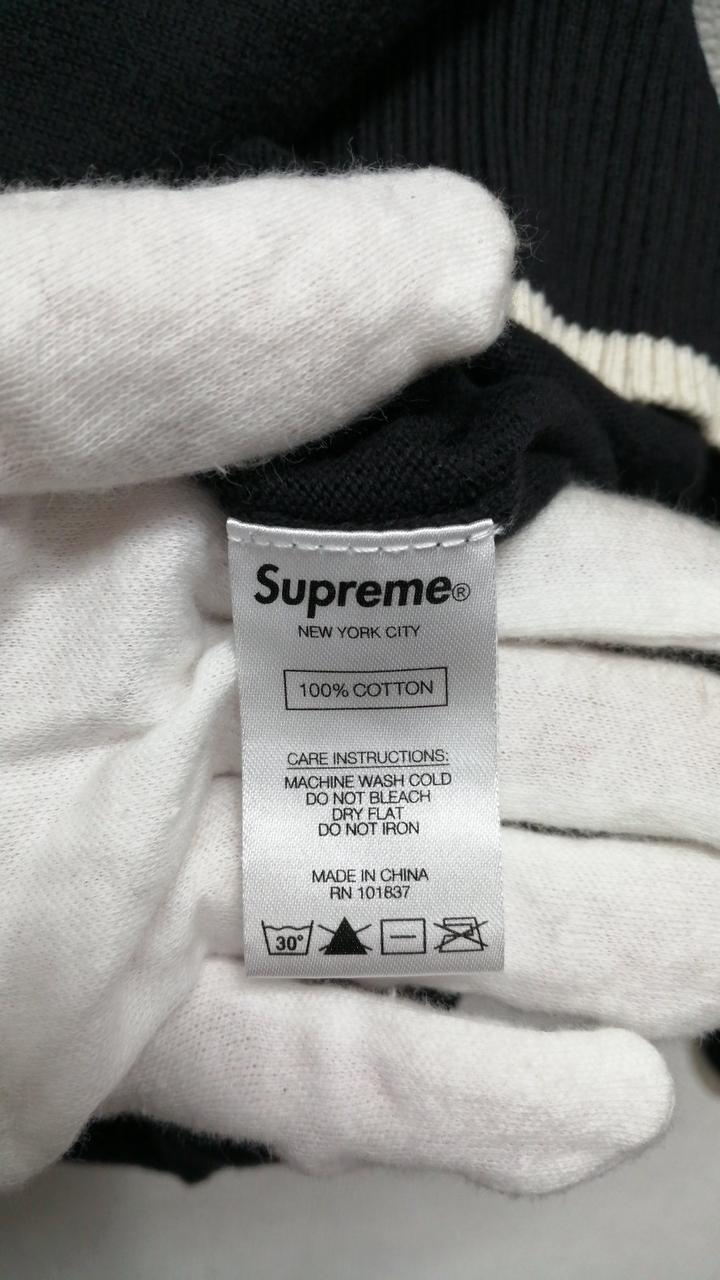 Supreme®
NEW YORK CITY
100% COTTON
CARE INSTRUCTIONS:
MACHINE WASH COLD
DO NOT BLEACH
DRY FLAT
DO NOT IRON
MADE IN CHINA
RN 101837
30°